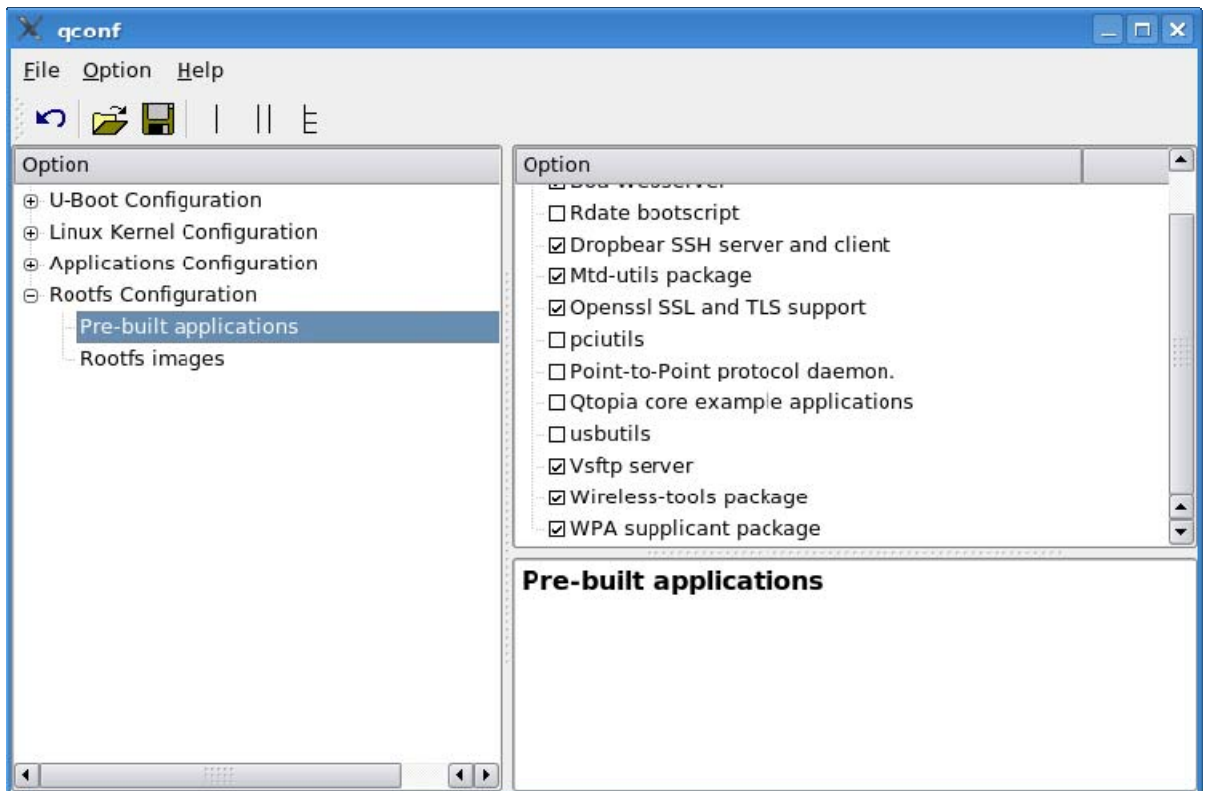 qconf
File Option Help
Option
U-Boot Configuration
Linux Kernel Configuration
Applications Configuration
Rootfs Configuration
Pre-built applications
Rootfs images
Option
Boa Webserver
Rdate bootscript
Dropbear SSH server and client
Mtd-utils package
Openssl SSL and TLS support
pciutils
Point-to-Point protocol daemon.
Qtopia core example applications
usbutils
Vsftp server
Wireless-tools package
WPA supplicant package
Pre-built applications